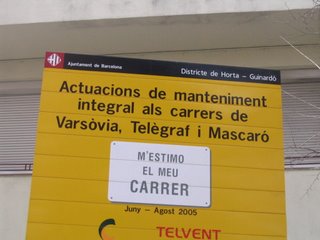 Ajuntament de Barcelona
Districte de Horta - Guinardó
Actuacions de manteniment
integral als carrers de
Varsòvia, Telègraf i Mascaró
M'ESTIMO
EL MEU
CARRER
Juny - Agost 2005
TELVENT